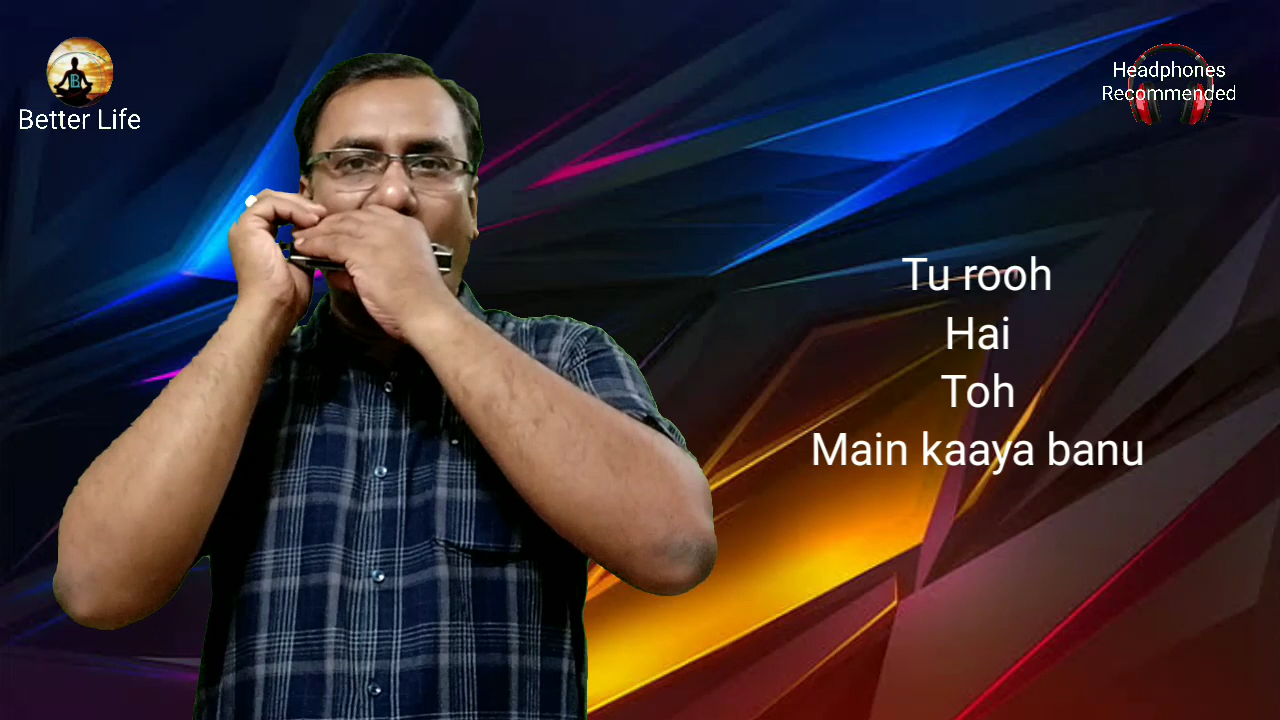 Better Life
Headphones
Recommended
Tu rooh
Hai
Toh
Main kaaya banu